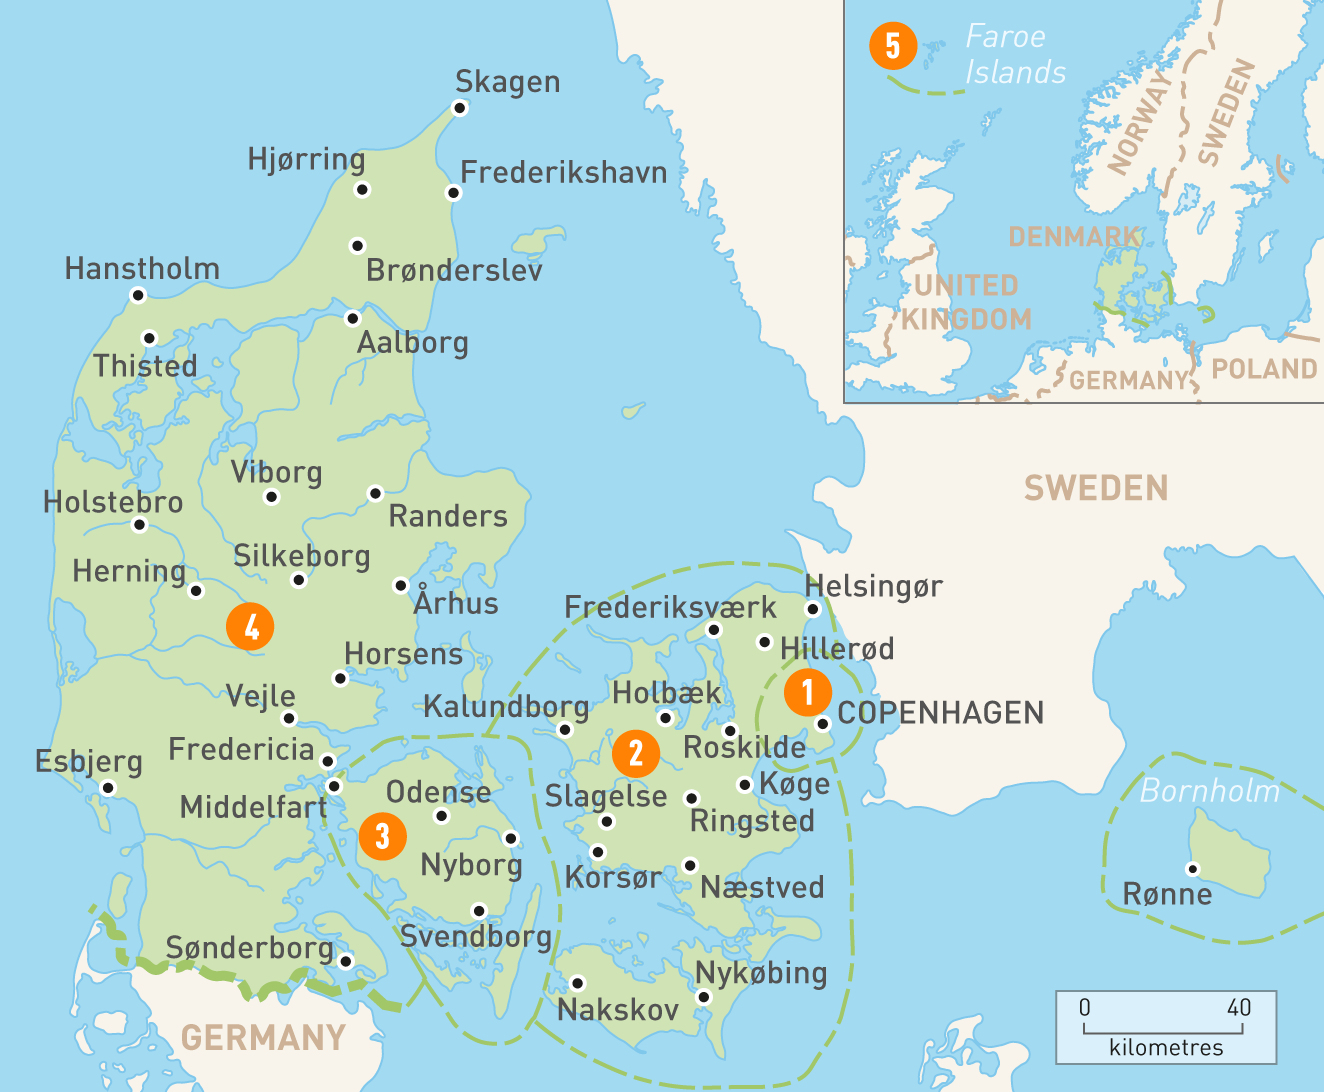 5
Faroe
Islands
NORWAY
SWEDEN
DENMARK
UNITED
KINGDOM
GERMANY
POLAND
Skagen
Hjørring
Frederikshavn
Brønderslev
Hanstholm
Aalborg
Thisted
Viborg
Holstebro
Randers
SWEDEN
Silkeborg
Herning
Århus
Helsingør
Frederiksværk
4
Hillerød
Horsens
Vejle
Kalundborg
Holbæk
1
COPENHAGEN
Fredericia
2
Roskilde
Esbjerg
Middelfart
Odense
Slagelse
Køge
Bornholm
3
Ringsted
Nyborg
Korsør
Næstved
Rønne
Svendborg
Sønderborg
Nykøbing
Nakskov
GERMANY
0 40
kilometres